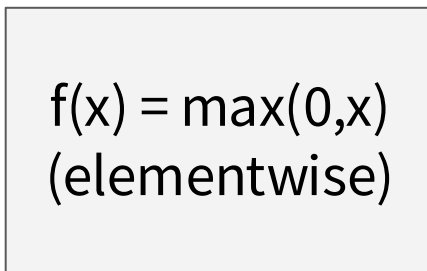 f(x) = max(0,x)
(elementwise)